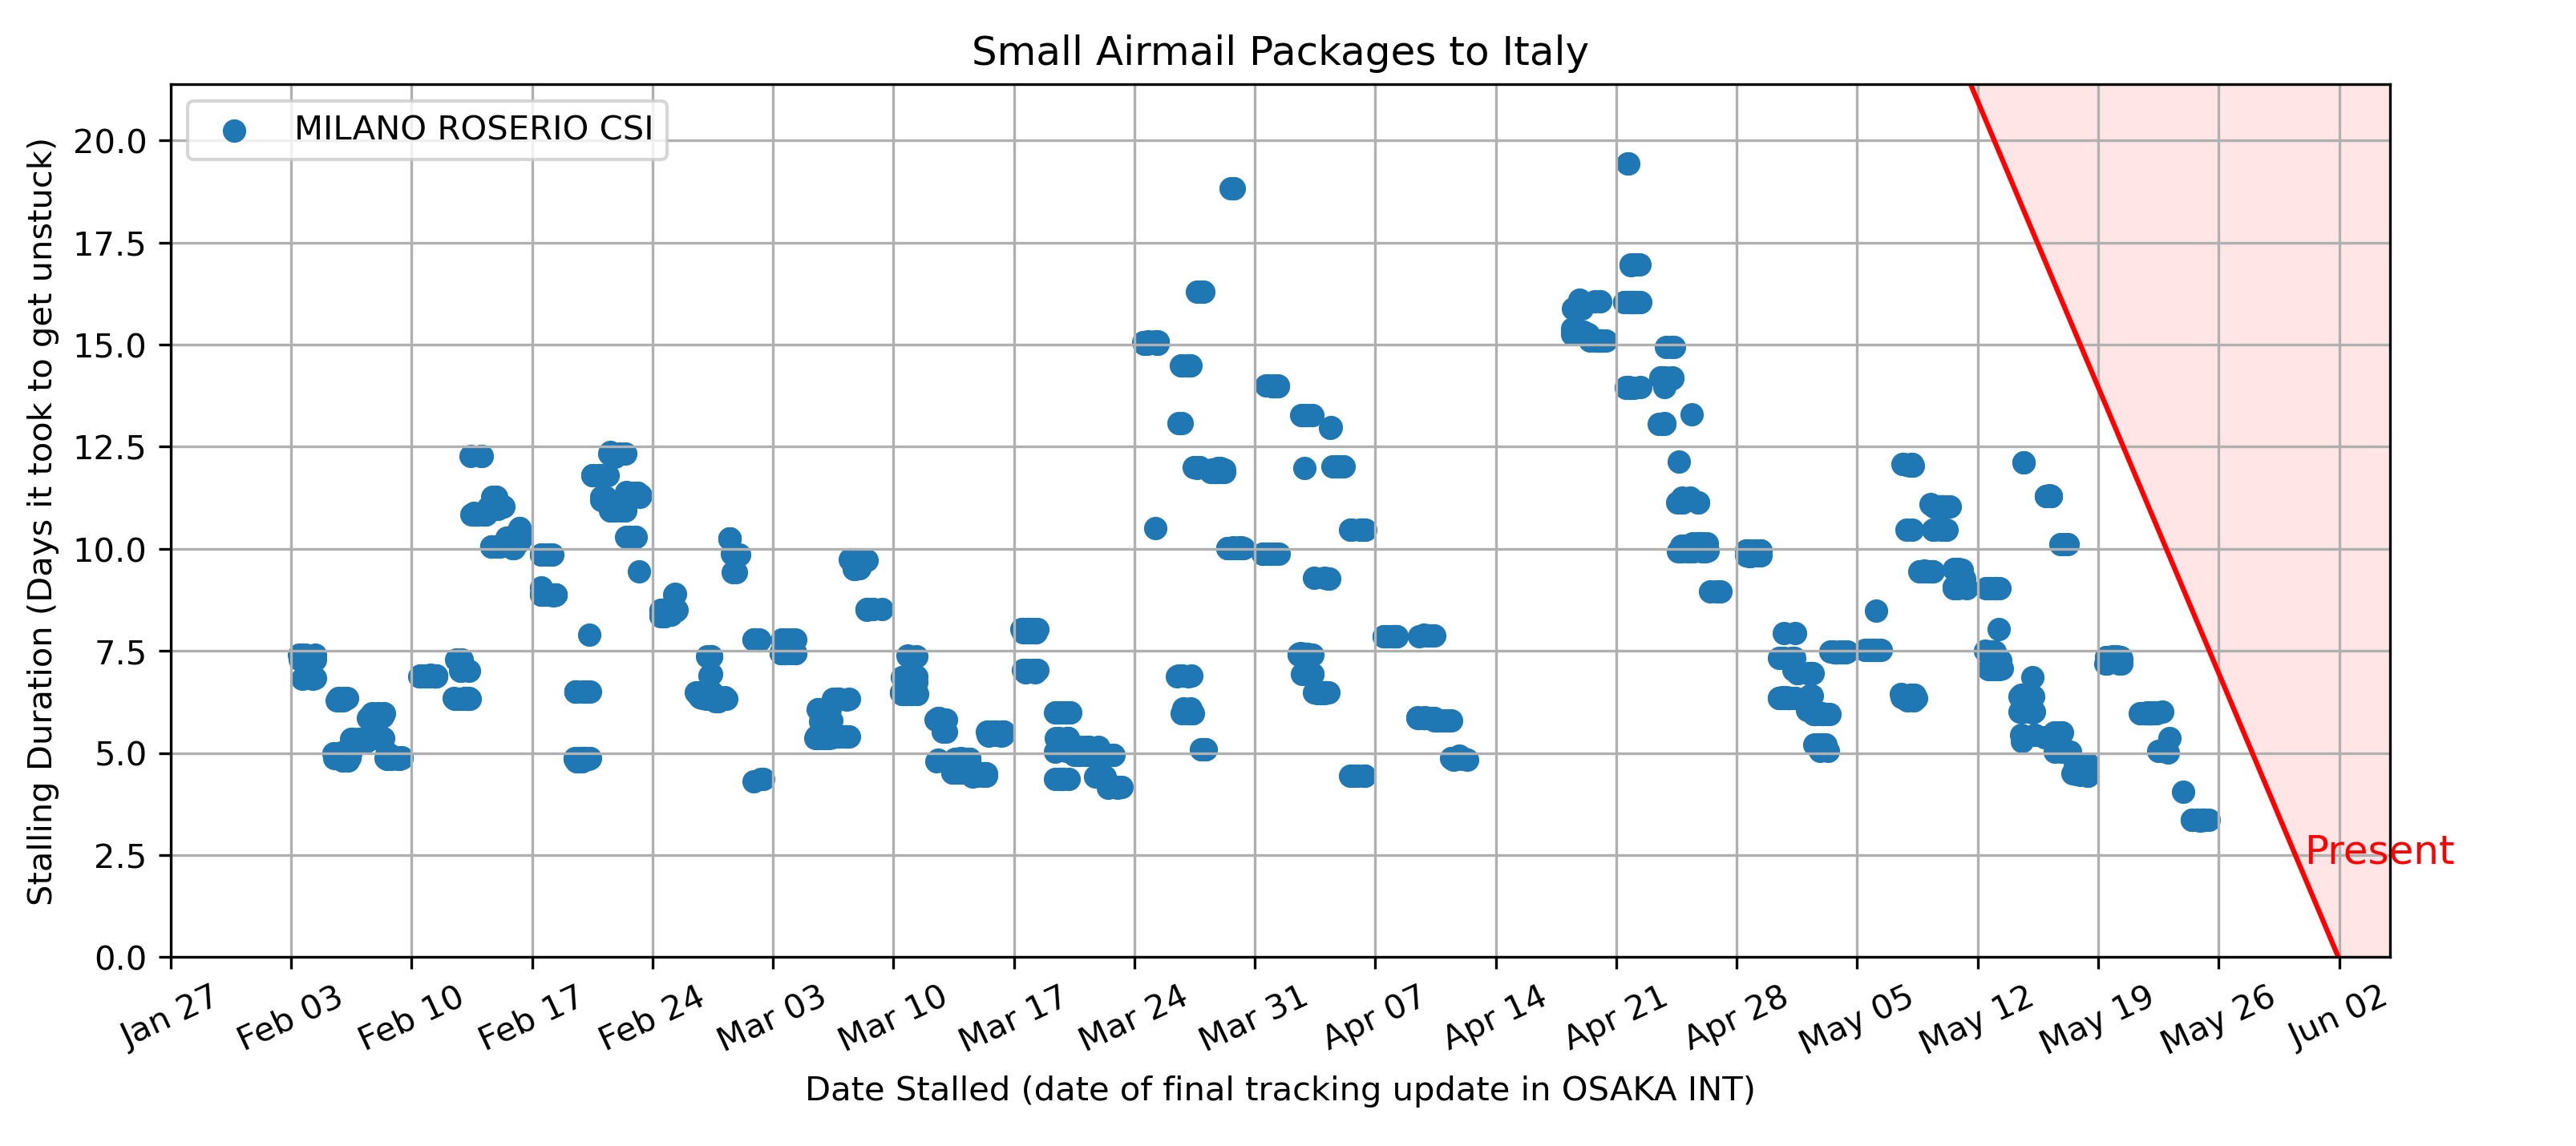 Small Airmail Packages to Italy
MILANO ROSERIO CSI
Stalling Duration (Days it took to get unstuck)
20.0
17.5
15.0
12.5
10.0
7.5
5.0
2.5
0.0
Present
Jan 27
Feb 03
Feb 10
Feb 17
Feb 24
Mar 03
Mar 10
Mar 17
Mar 24
Mar 31
Apr 07
Apr 14
Apr 21
Apr 28
May 05
May 12
May 19
May 26
Jun 02
Date Stalled (date of final tracking update in OSAKA INT)